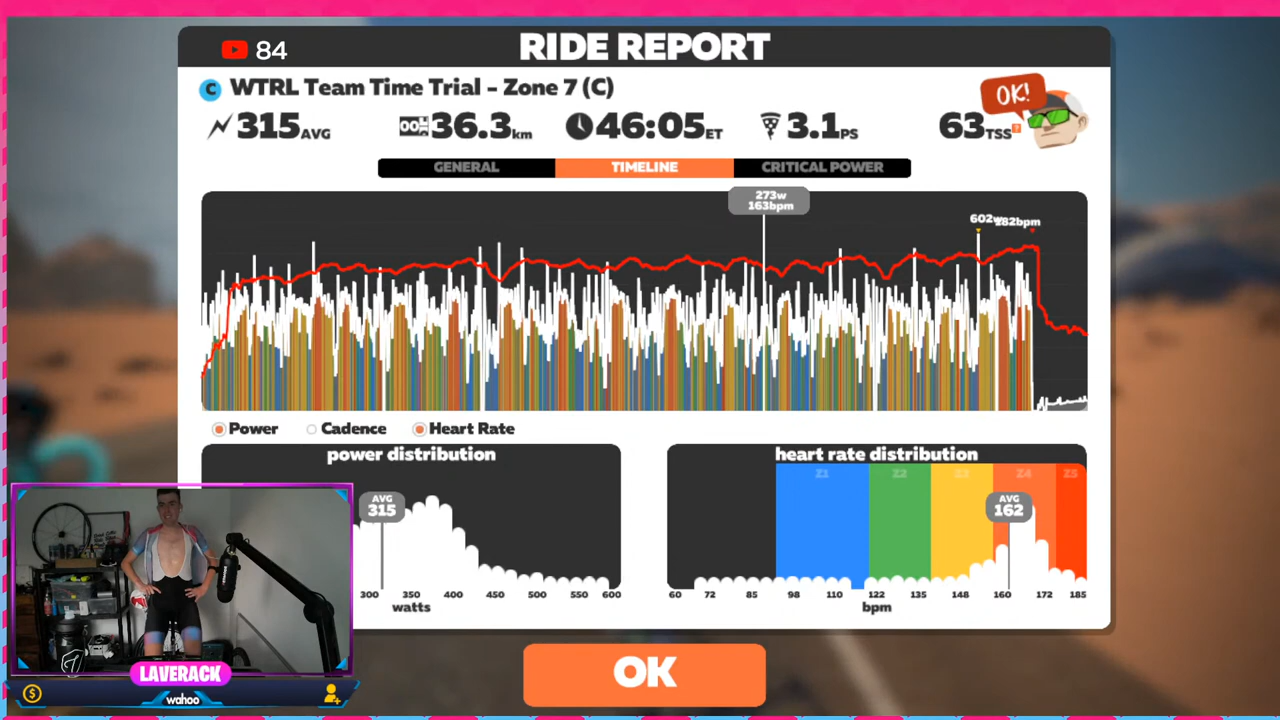 84
RIDE REPORT
C WTRL Team Time Trial - Zone 7 (C)
OK!
315AVG 36.3km 46:05ET 3.1PS 63TSS?
GENERAL TIMELINE CRITICAL POWER
273w
163bpm
602w 182bpm
Power Cadence Heart Rate
power distribution
heart rate distribution
Z1 Z2 Z3 Z4 Z5
AVG
315
AVG
162
300 350 400 450 500 550 600
watts
60 72 85 98 110 122 135 148 160 172 185
bpm
OK
LAVERACK
wahoo